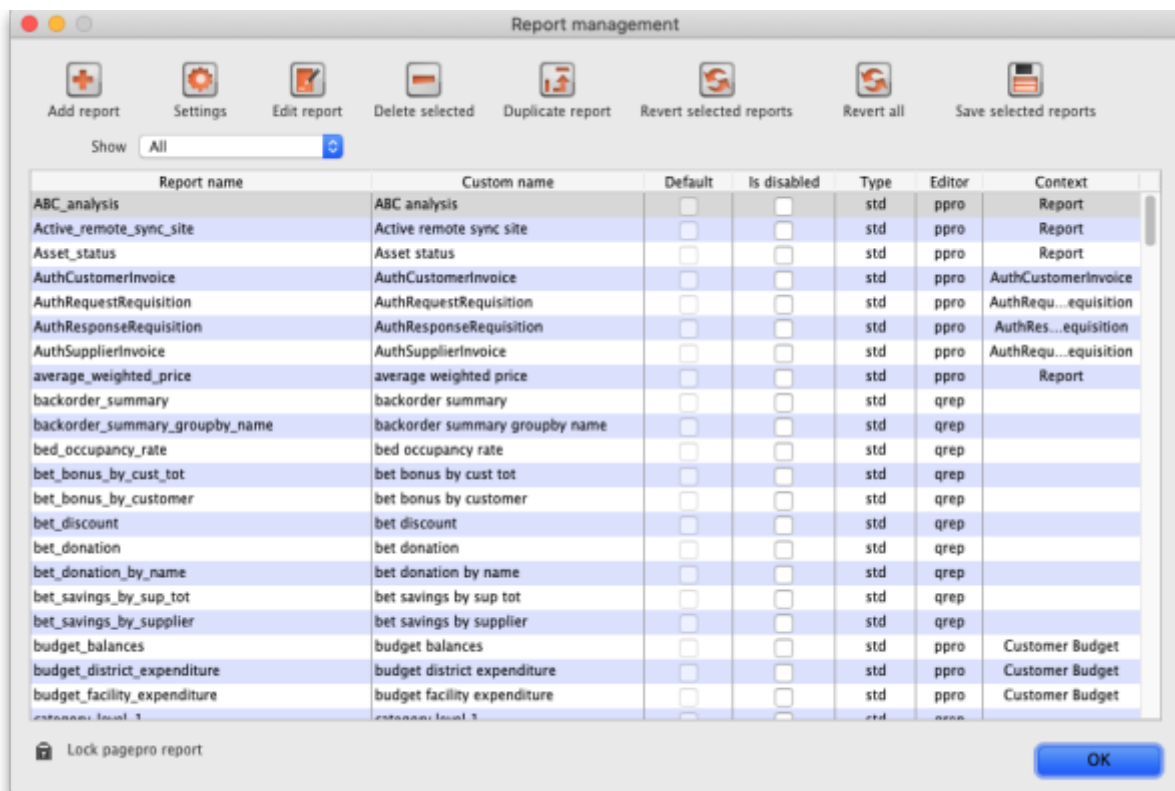 Report management
Add report Settings Edit report Delete selected Duplicate report Revert selected reports Revert all Save selected reports
Show All
Report name Custom name Default Is disabled Type Editor Context
ABC_analysis ABC analysis std ppro Report
Active_remote_sync_site Active remote sync site std ppro Report
Asset_status Asset status std ppro Report
AuthCustomerInvoice AuthCustomerInvoice std ppro AuthCustomerInvoice
AuthRequestRequisition AuthRequestRequisition std ppro AuthRequ...equisition
AuthResponseRequisition AuthResponseRequisition std ppro AuthRes...equisition
AuthSupplierInvoice AuthSupplierInvoice std ppro AuthRequ...equisition
average_weighted_price average weighted price std ppro Report
backorder_summary backorder summary std qrep
backorder_summary_groupby_name backorder summary groupby name std qrep
bed_occupancy_rate bed occupancy rate std qrep
bet_bonus_by_cust_tot bet bonus by cust tot std qrep
bet_bonus_by_customer bet bonus by customer std qrep
bet_discount bet discount std qrep
bet_donation bet donation std qrep
bet_donation_by_name bet donation by name std qrep
bet_savings_by_sup_tot bet savings by sup tot std qrep
bet_savings_by_supplier bet savings by supplier std qrep
budget_balances budget balances std ppro Customer Budget
budget_district_expenditure budget district expenditure std ppro Customer Budget
budget_facility_expenditure budget facility expenditure std ppro Customer Budget
category_level_1 category level 1 std qrep
Lock pagepro report
OK